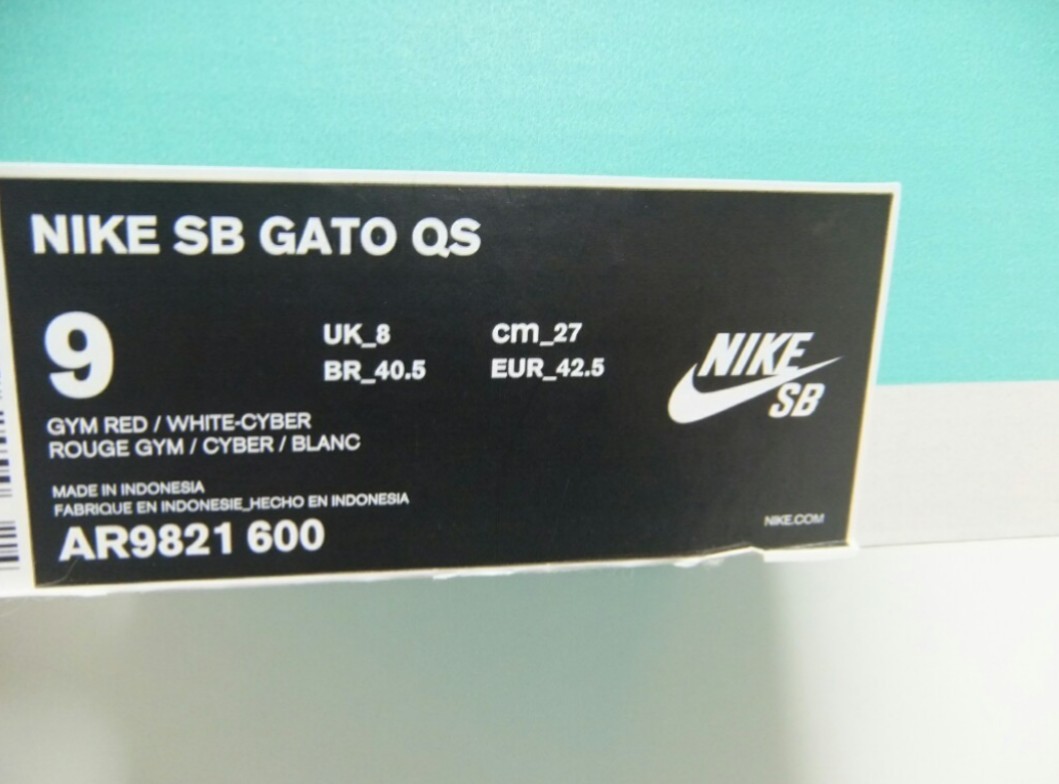 NIKE SB GATO QS
9
UK_8 cm_27
BR_40.5 EUR_42.5
NIKE
SB
GYM RED / WHITE-CYBER
ROUGE GYM / CYBER / BLANC
MADE IN INDONESIA
FABRIQUE EN INDONESIE_HECHO EN INDONESIA
AR9821 600
NIKE.COM